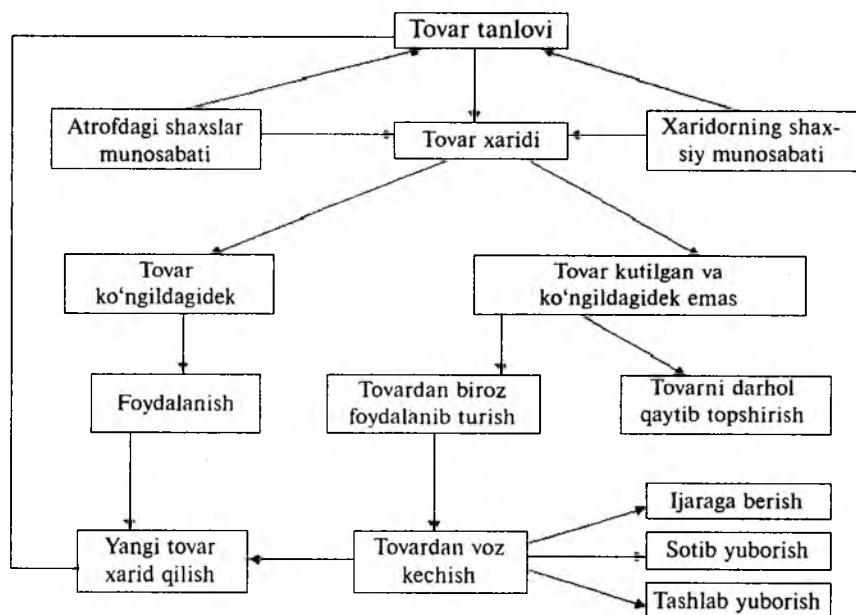 Tovar tanlovi
Atrofdagi shaxslar
munosabati
Tovar xaridi
Xaridorning shax-
siy munosabati
Tovar
ko‘ngildagidek
Tovar kutilgan va
ko‘ngildagidek emas
Foydalanish
Tovardan biroz
foydalanib turish
Tovarni darhol
qaytib topshirish
Yangi tovar
xarid qilish
Tovardan voz
kechish
Ijaraga berish
Sotib yuborish
Tashlab yuborish